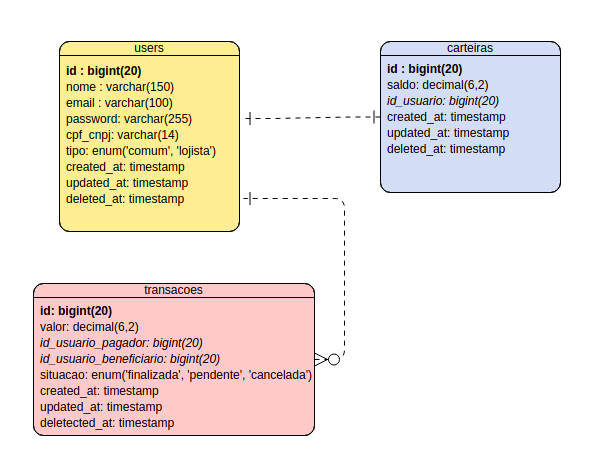 users
id : bigint(20)
nome : varchar(150)
email : varchar(100)
password: varchar(255)
cpf_cnpj: varchar(14)
tipo: enum('comum', 'lojista')
created_at: timestamp
updated_at: timestamp
deleted_at: timestamp
carteiras
id : bigint(20)
saldo: decimal(6,2)
id_usuario: bigint(20)
created_at: timestamp
updated_at: timestamp
deleted_at: timestamp
transacoes
id: bigint(20)
valor: decimal(6,2)
id_usuario_pagador: bigint(20)
id_usuario_beneficiario: bigint(20)
situacao: enum('finalizada', 'pendente', 'cancelada')
created_at: timestamp
updated_at: timestamp
deletected_at: timestamp